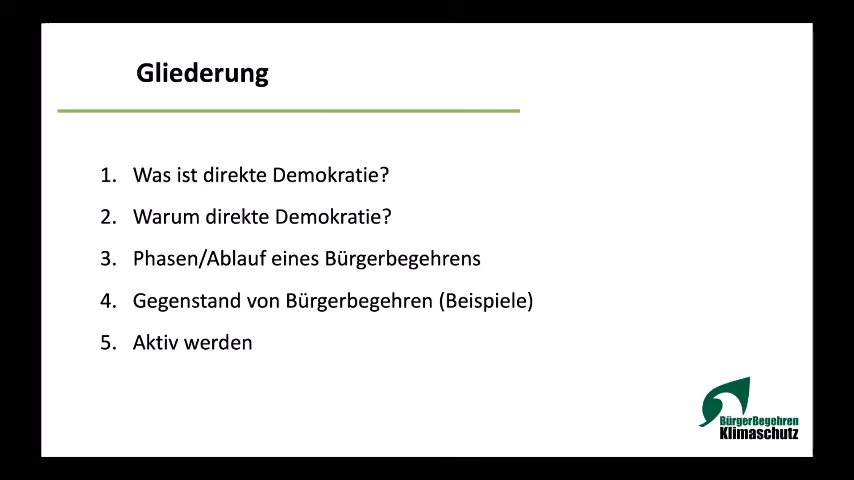 Gliederung
1. Was ist direkte Demokratie?
2. Warum direkte Demokratie?
3. Phasen/Ablauf eines Bürgerbegehrens
4. Gegenstand von Bürgerbegehren (Beispiele)
5. Aktiv werden
BürgerBegehren
Klimaschutz